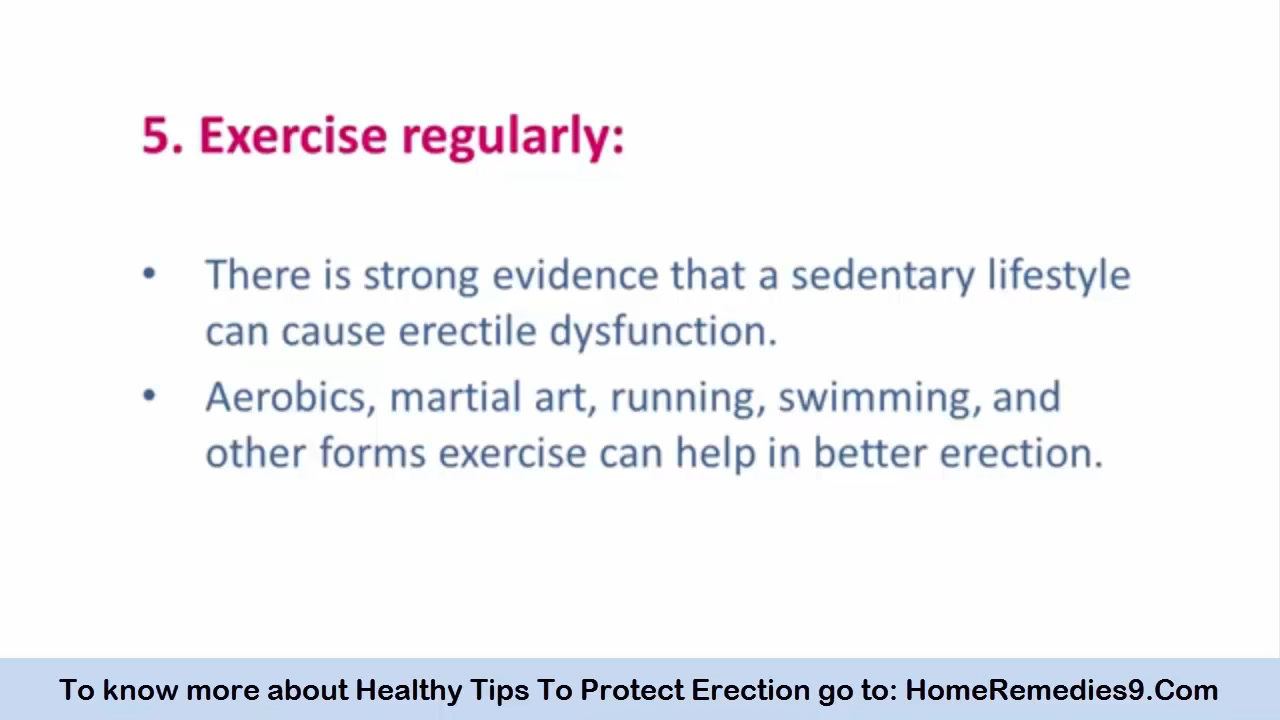 5. Exercise regularly:
• There is strong evidence that a sedentary lifestyle
can cause erectile dysfunction.
• Aerobics, martial art, running, swimming, and
other forms exercise can help in better erection.
To know more about Healthy Tips To Protect Erection go to: HomeRemedies9.Com